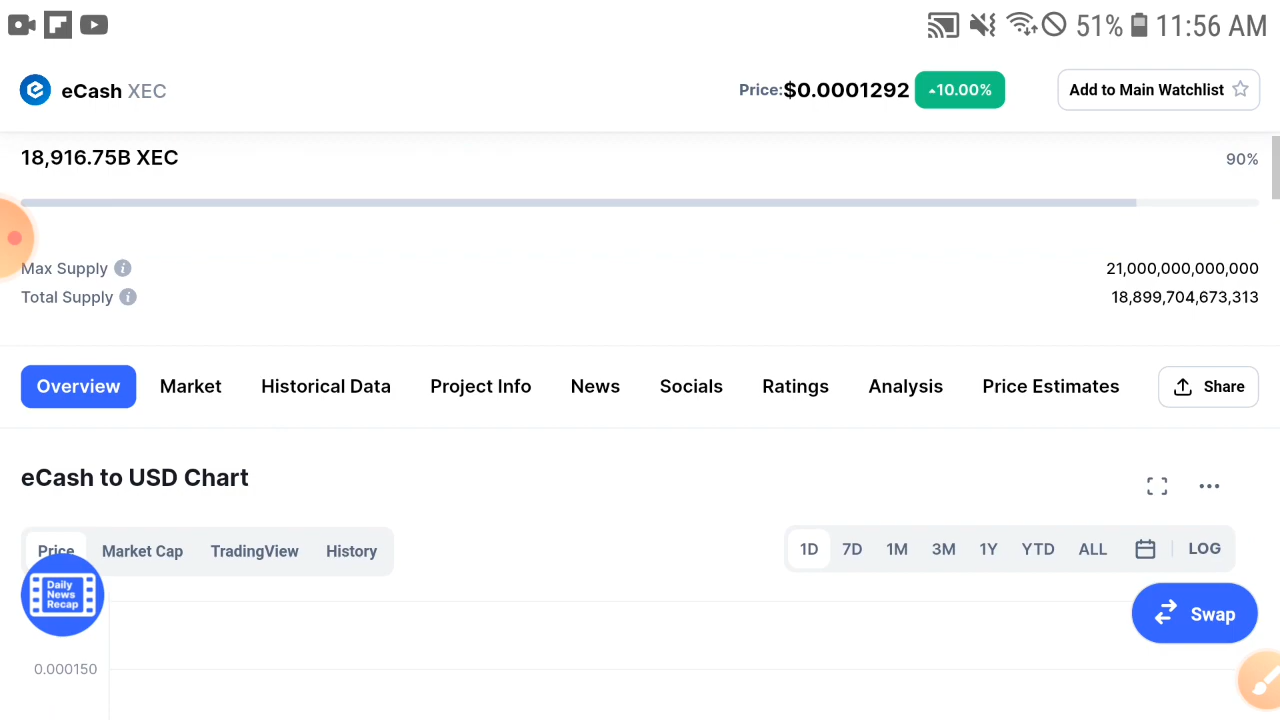 51% 11:56 AM
eCash XEC Price:$0.0001292 10.00% Add to Main Watchlist
18,916.75B XEC 90%
Max Supply 21,000,000,000,000
Total Supply 18,899,704,673,313
Overview Market Historical Data Project Info News Socials Ratings Analysis Price Estimates Share
eCash to USD Chart
Price Market Cap TradingView History 1D 7D 1M 3M 1Y YTD ALL LOG
Daily
News
Recap
Swap
0.000150